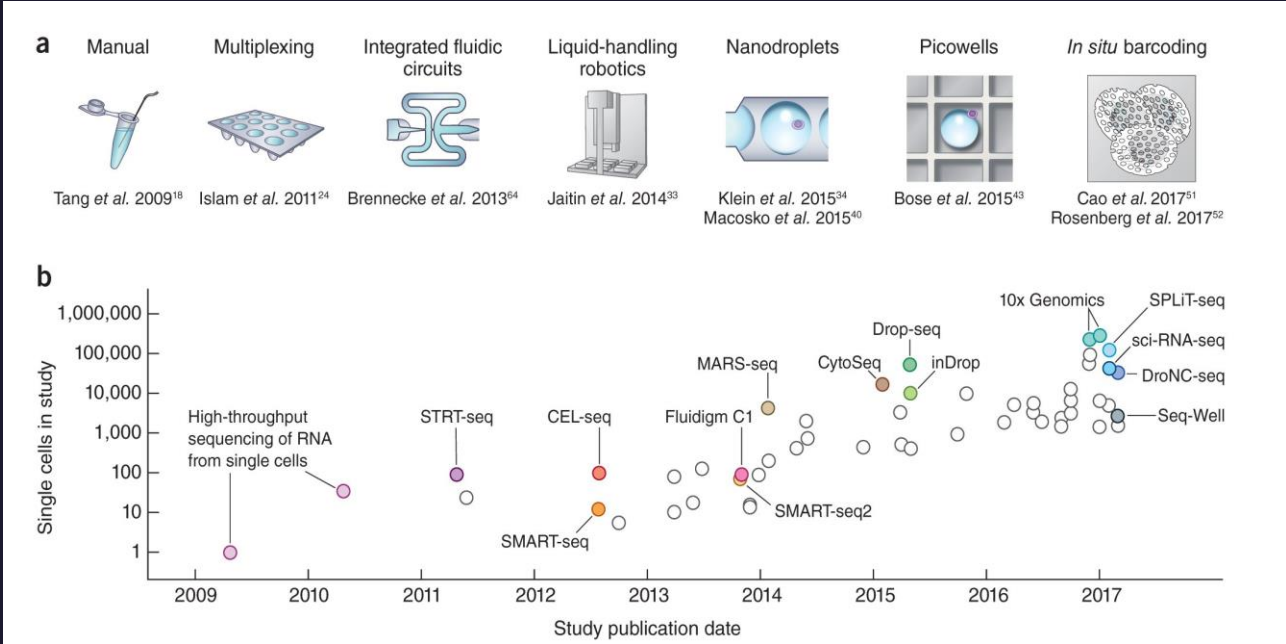 a
Manual
Multiplexing
Integrated fluidic
circuits
Liquid-handling
robotics
Nanodroplets
Picowells
In situ barcoding
Tang et al. 2009¹⁸
Islam et al. 2011²⁴
Brennecke et al. 2013⁶⁴
Jaitin et al. 2014³³
Klein et al. 2015³⁴
Macosko et al. 2015⁴⁰
Bose et al. 2015⁴³
Cao et al. 2017⁵¹
Rosenberg et al. 2017⁵²
b
Single cells in study
1,000,000
100,000
10,000
1,000
100
10
1
High-throughput
sequencing of RNA
from single cells
STRT-seq
CEL-seq
SMART-seq
MARS-seq
Fluidigm C1
SMART-seq2
CytoSeq
Drop-seq
inDrop
10x Genomics
SPLiT-seq
sci-RNA-seq
DroNC-seq
Seq-Well
2009
2010
2011
2012
2013
2014
2015
2016
2017
Study publication date